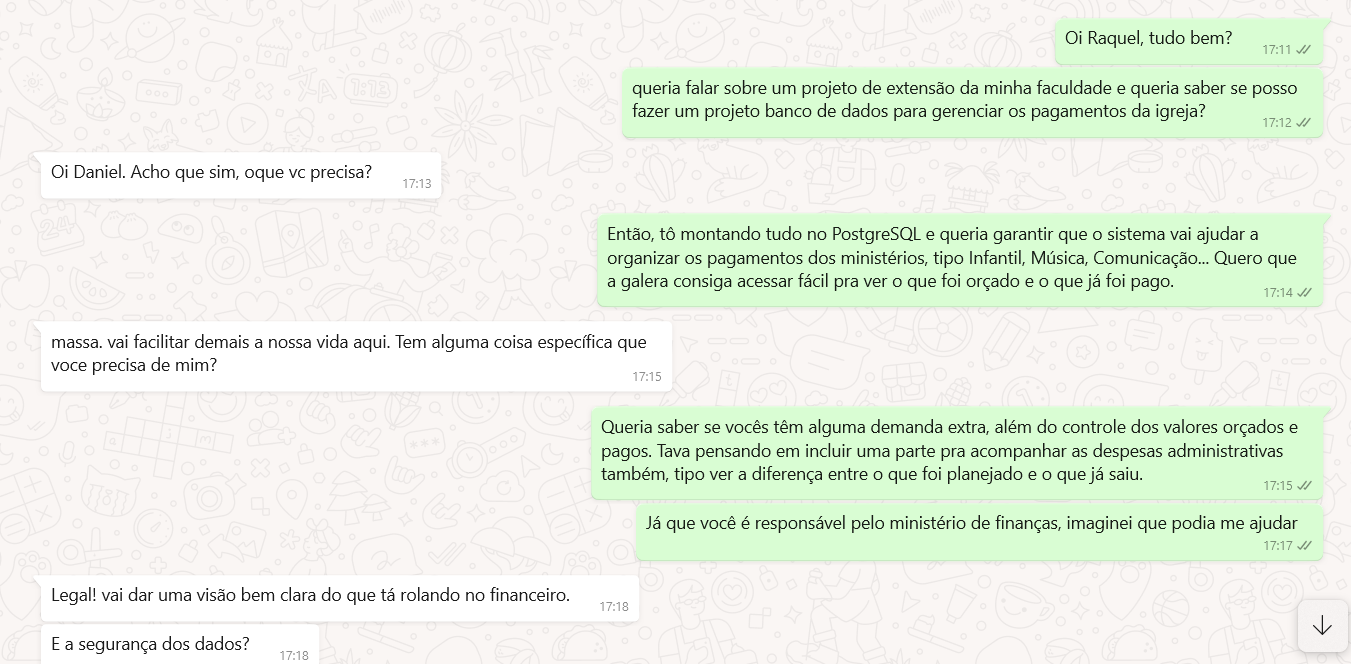 Oi Raquel, tudo bem?
17:11
queria falar sobre um projeto de extensão da minha faculdade e queria saber se posso
fazer um projeto banco de dados para gerenciar os pagamentos da igreja?
17:12
Oi Daniel. Acho que sim, oque vc precisa?
17:13
Então, tô montando tudo no PostgreSQL e queria garantir que o sistema vai ajudar a
organizar os pagamentos dos ministérios, tipo Infantil, Música, Comunicação... Quero que
a galera consiga acessar fácil pra ver o que foi orçado e o que já foi pago.
17:14
massa. vai facilitar demais a nossa vida aqui. Tem alguma coisa específica que
voce precisa de mim?
17:15
Queria saber se vocês têm alguma demanda extra, além do controle dos valores orçados e
pagos. Tava pensando em incluir uma parte pra acompanhar as despesas administrativas
também, tipo ver a diferença entre o que foi planejado e o que já saiu.
17:15
Já que você é responsável pelo ministério de finanças, imaginei que podia me ajudar
17:17
Legal! vai dar uma visão bem clara do que tá rolando no financeiro.
17:18
E a segurança dos dados?
17:18